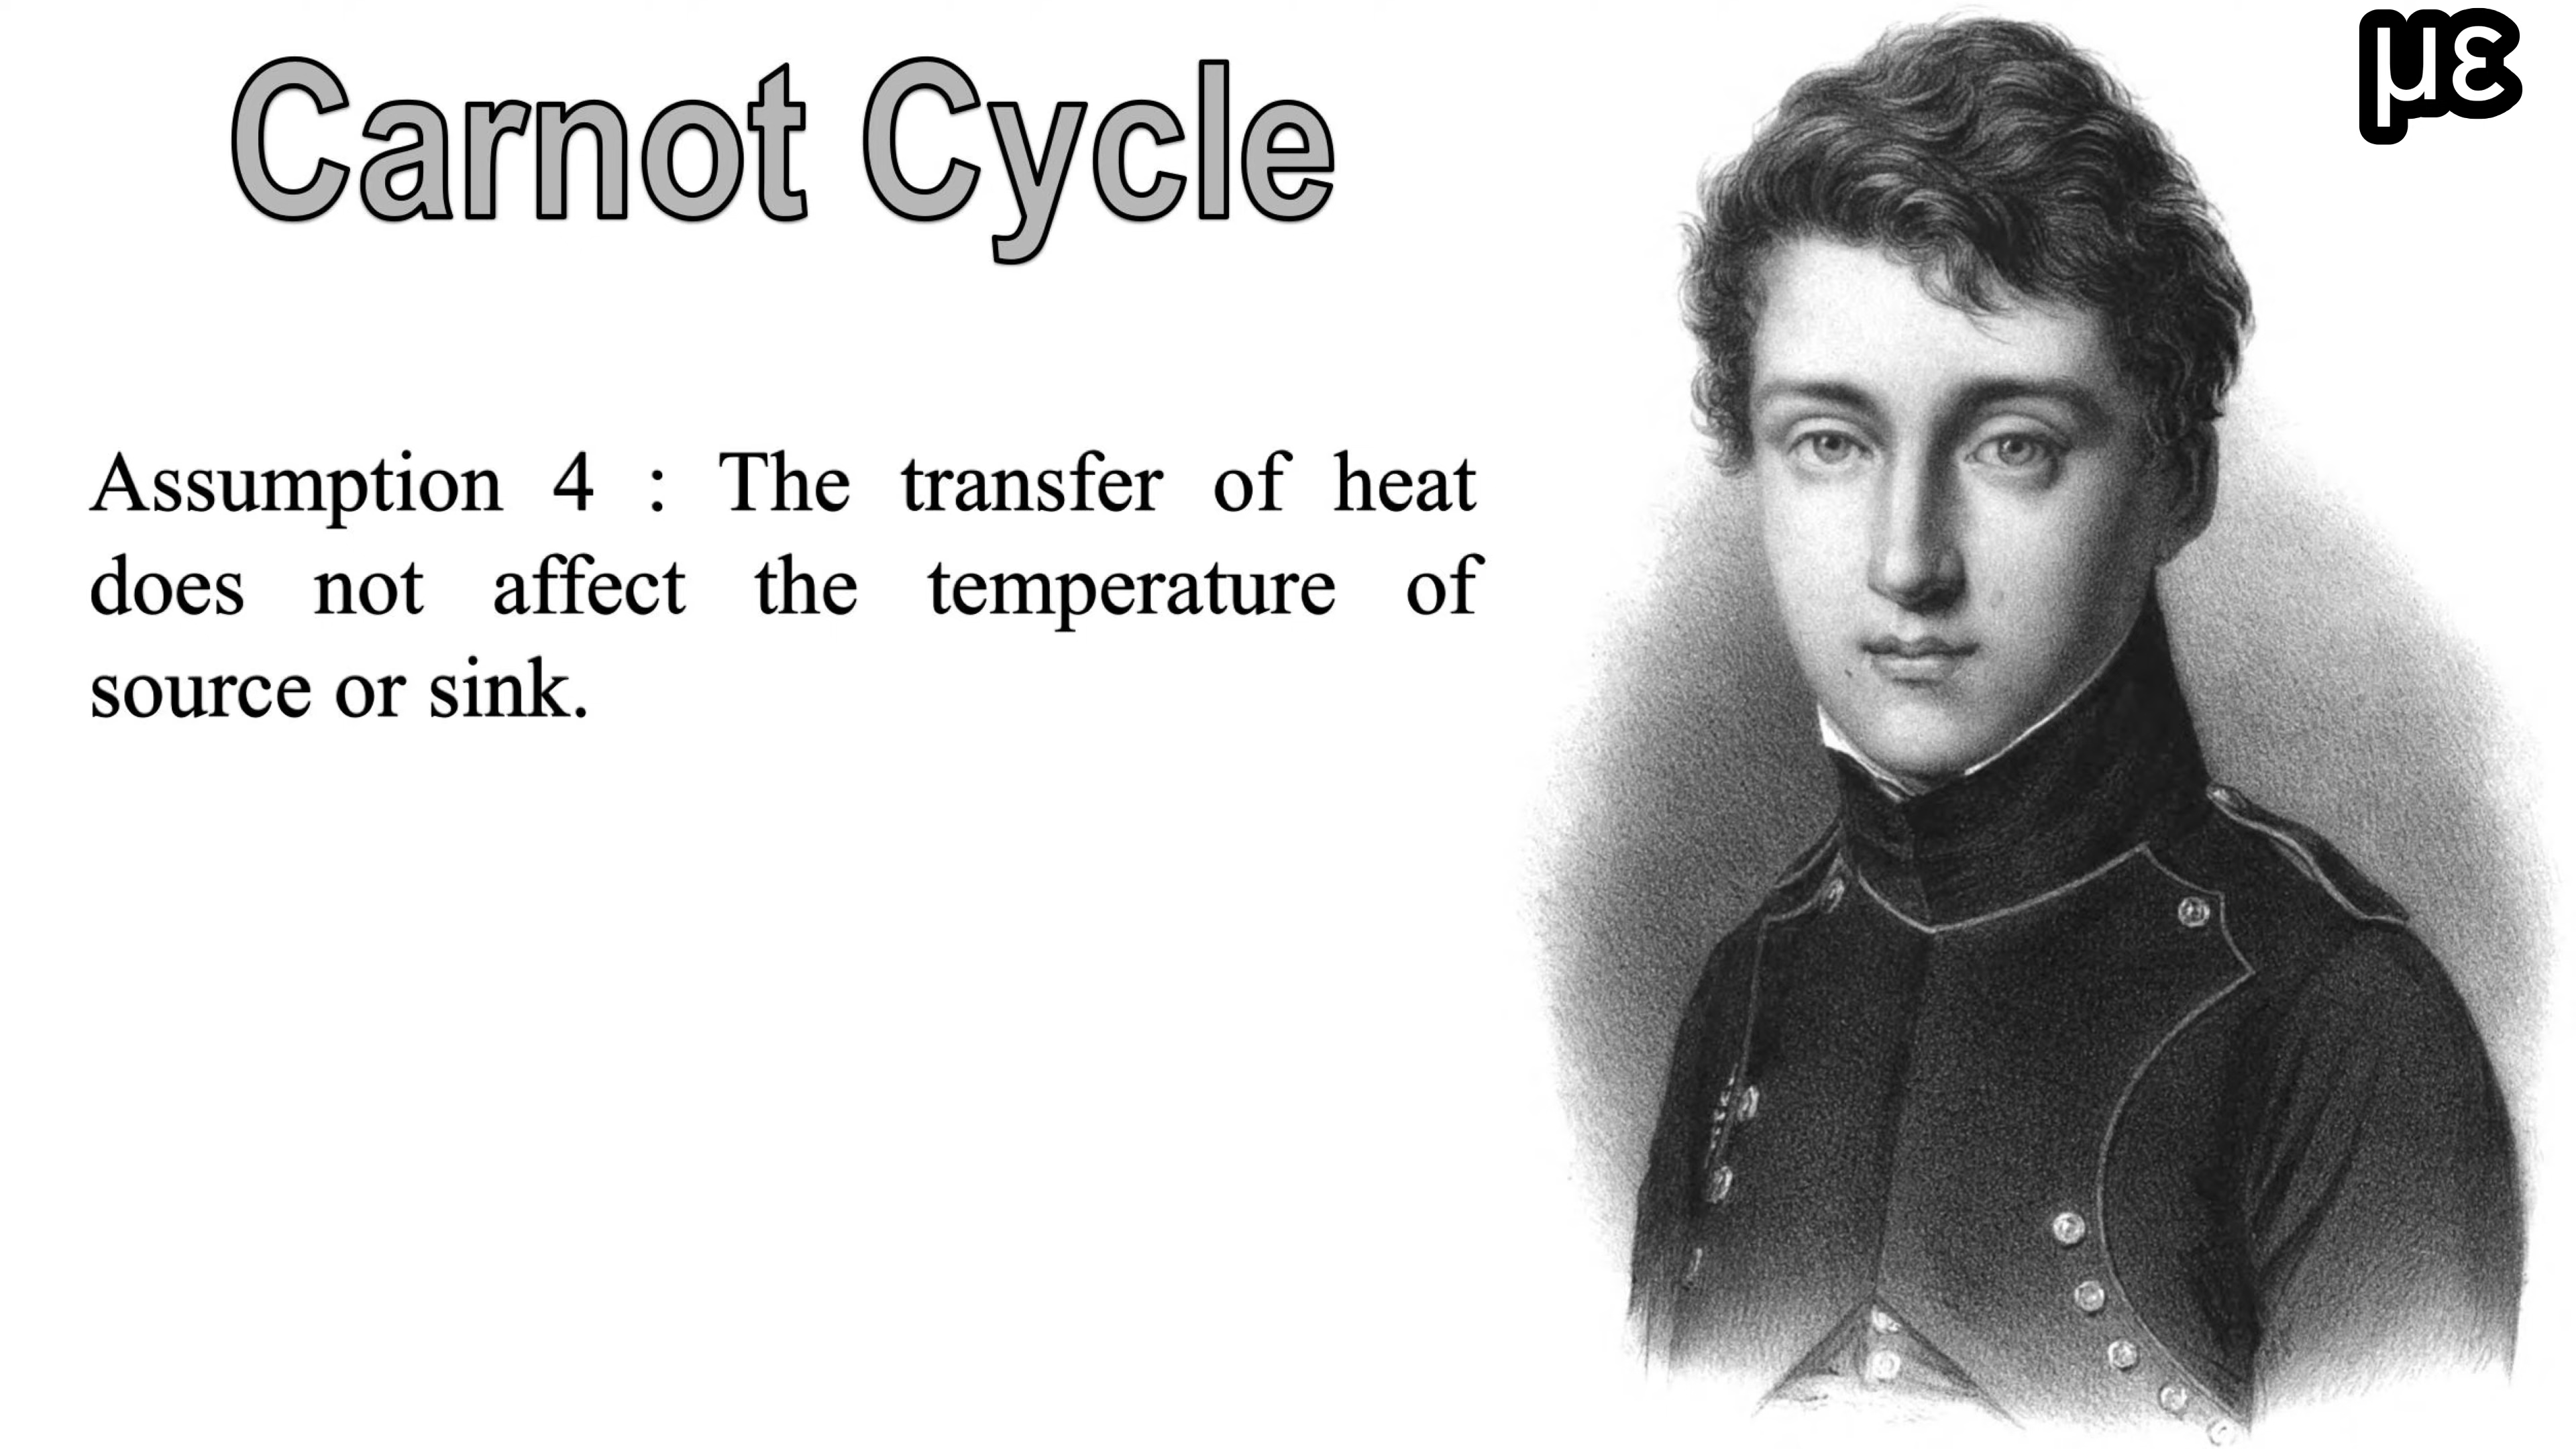 Carnot Cycle
με
Assumption 4 : The transfer of heat
does not affect the temperature of
source or sink.